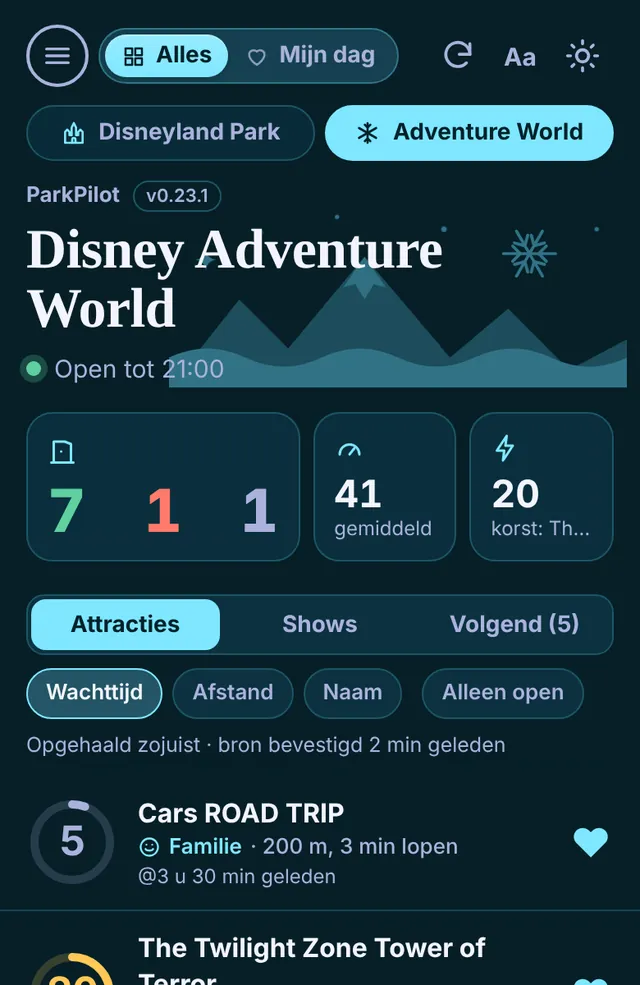 Alles
Mijn dag
Aa
Disneyland Park
Adventure World
ParkPilot
v0.23.1
Disney Adventure
World
Open tot 21:00
7 1 1
41
gemiddeld
20
korst: Th...
Attracties
Shows
Volgend (5)
Wachttijd
Afstand
Naam
Alleen open
Opgehaald zojuist · bron bevestigd 2 min geleden
5
Cars ROAD TRIP
Familie · 200 m, 3 min lopen
@3 u 30 min geleden
The Twilight Zone Tower of
Terror